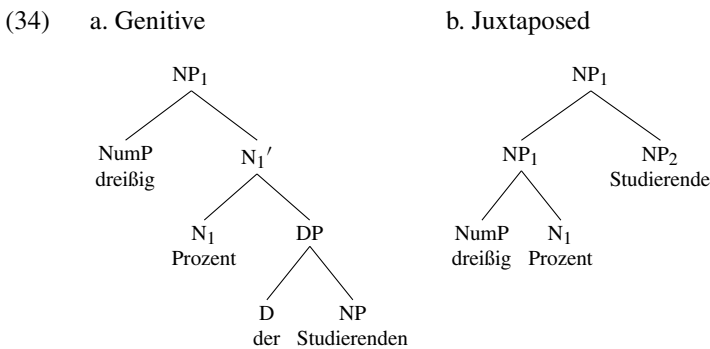 (34) a. Genitive b. Juxtaposed
NP₁ NP₁
NumP N₁′ NP₁ NP₂
dreißig Studierende
N₁ DP NumP N₁
Prozent dreißig Prozent
D NP
der Studierenden